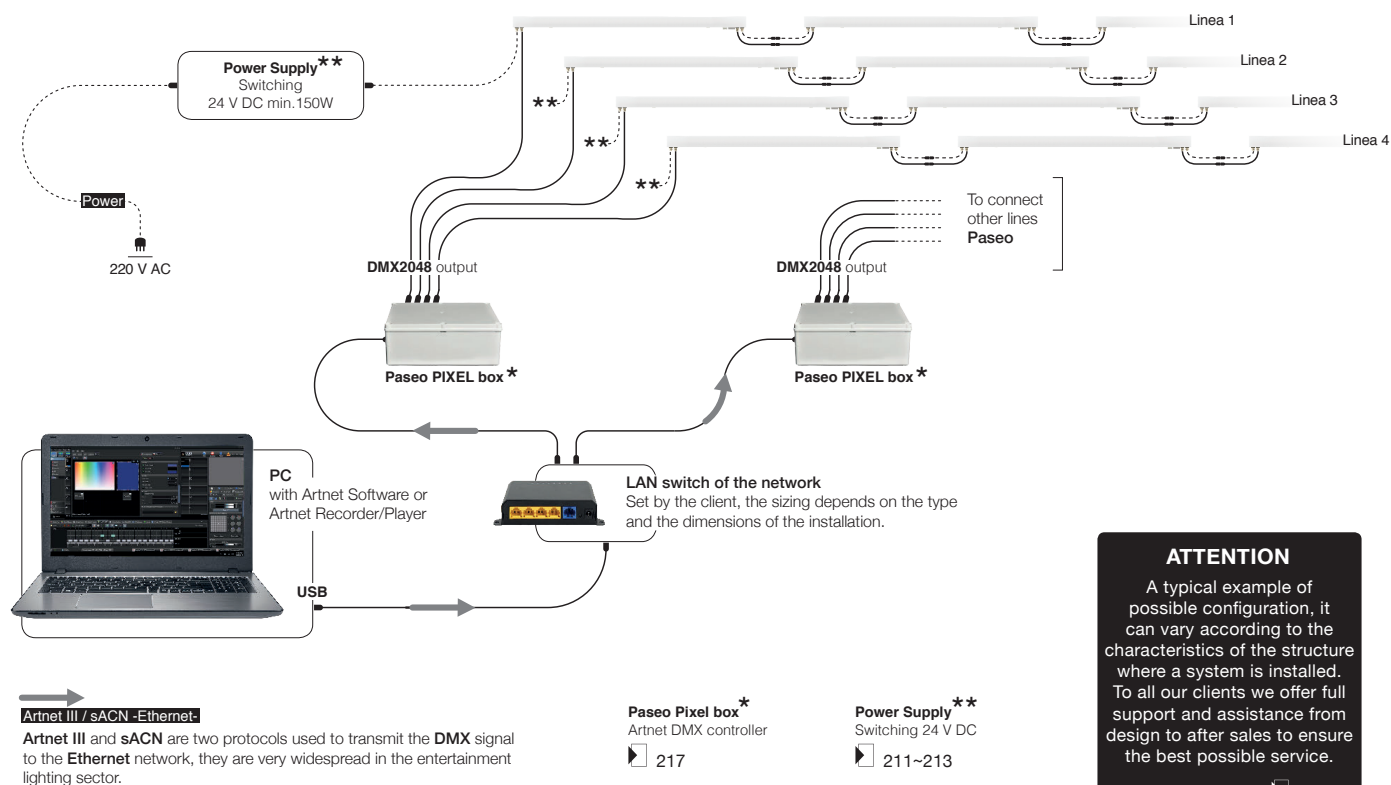 Linea 1
Linea 2
Linea 3
Linea 4
Power Supply**
Switching
24 V DC min.150W
**
**
**
Power
220 V AC
To connect
other lines
Paseo
DMX2048 output
DMX2048 output
Paseo PIXEL box*
Paseo PIXEL box*
PC
with Artnet Software or
Artnet Recorder/Player
USB
LAN switch of the network
Set by the client, the sizing depends on the type
and the dimensions of the installation.
ATTENTION
A typical example of
possible configuration, it
can vary according to the
characteristics of the structure
where a system is installed.
To all our clients we offer full
support and assistance from
design to after sales to ensure
the best possible service.
Artnet III / sACN -Ethernet-
Artnet III and sACN are two protocols used to transmit the DMX signal
to the Ethernet network, they are very widespread in the entertainment
lighting sector.
Paseo Pixel box*
Artnet DMX controller
217
Power Supply**
Switching 24 V DC
211~213